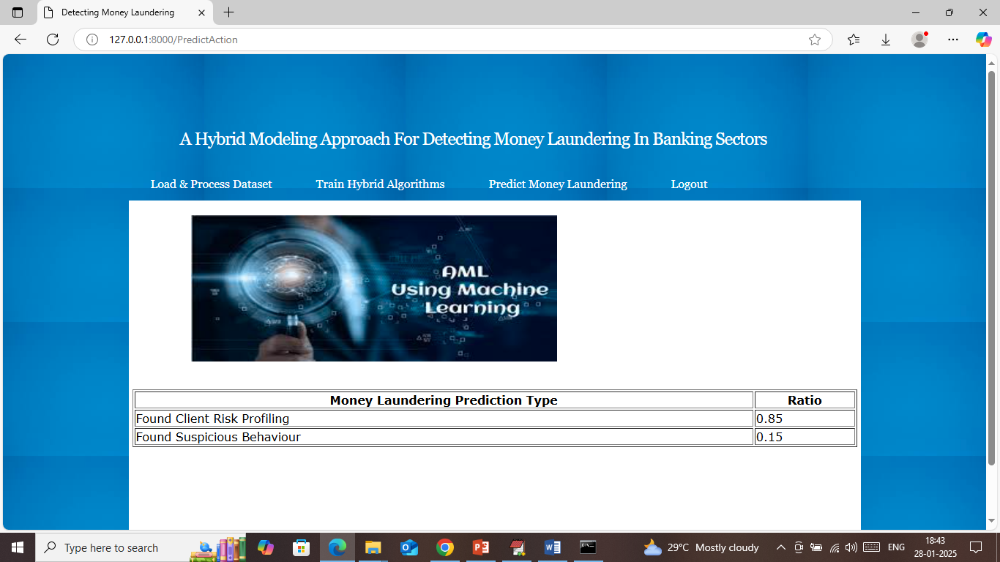 Detecting Money Laundering
127.0.0.1:8000/PredictAction
A Hybrid Modeling Approach For Detecting Money Laundering In Banking Sectors
Load & Process Dataset Train Hybrid Algorithms Predict Money Laundering Logout
AML
Using Machine
Learning
Money Laundering Prediction Type Ratio
Found Client Risk Profiling 0.85
Found Suspicious Behaviour 0.15
Type here to search 29°C Mostly cloudy ENG 18:43
28-01-2025